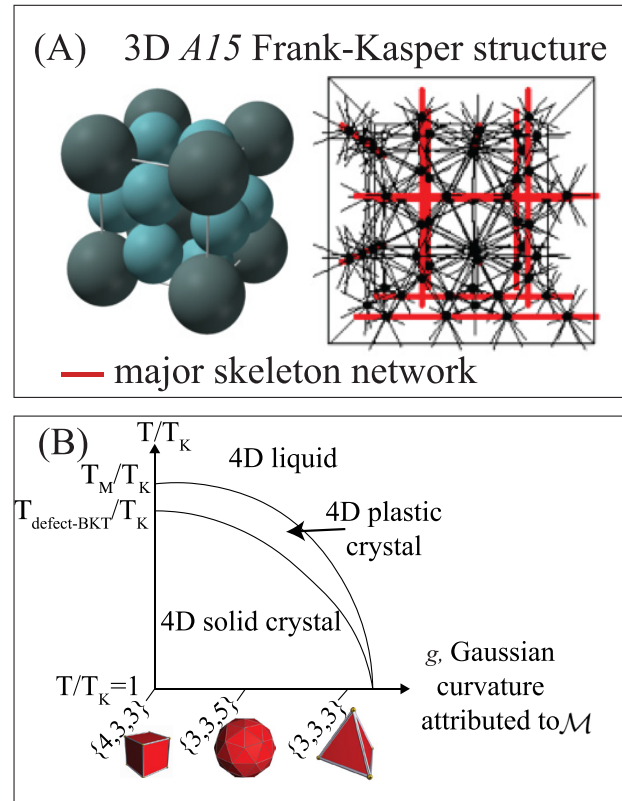 (A) 3D A15 Frank-Kasper structure
major skeleton network
(B)
T/T_K
4D liquid
T_M/T_K
T_defect-BKT/T_K
4D plastic
crystal
4D solid crystal
T/T_K=1
g, Gaussian
curvature
attributed to ℳ
{4,3,3}
{3,3,5}
{3,3,3}